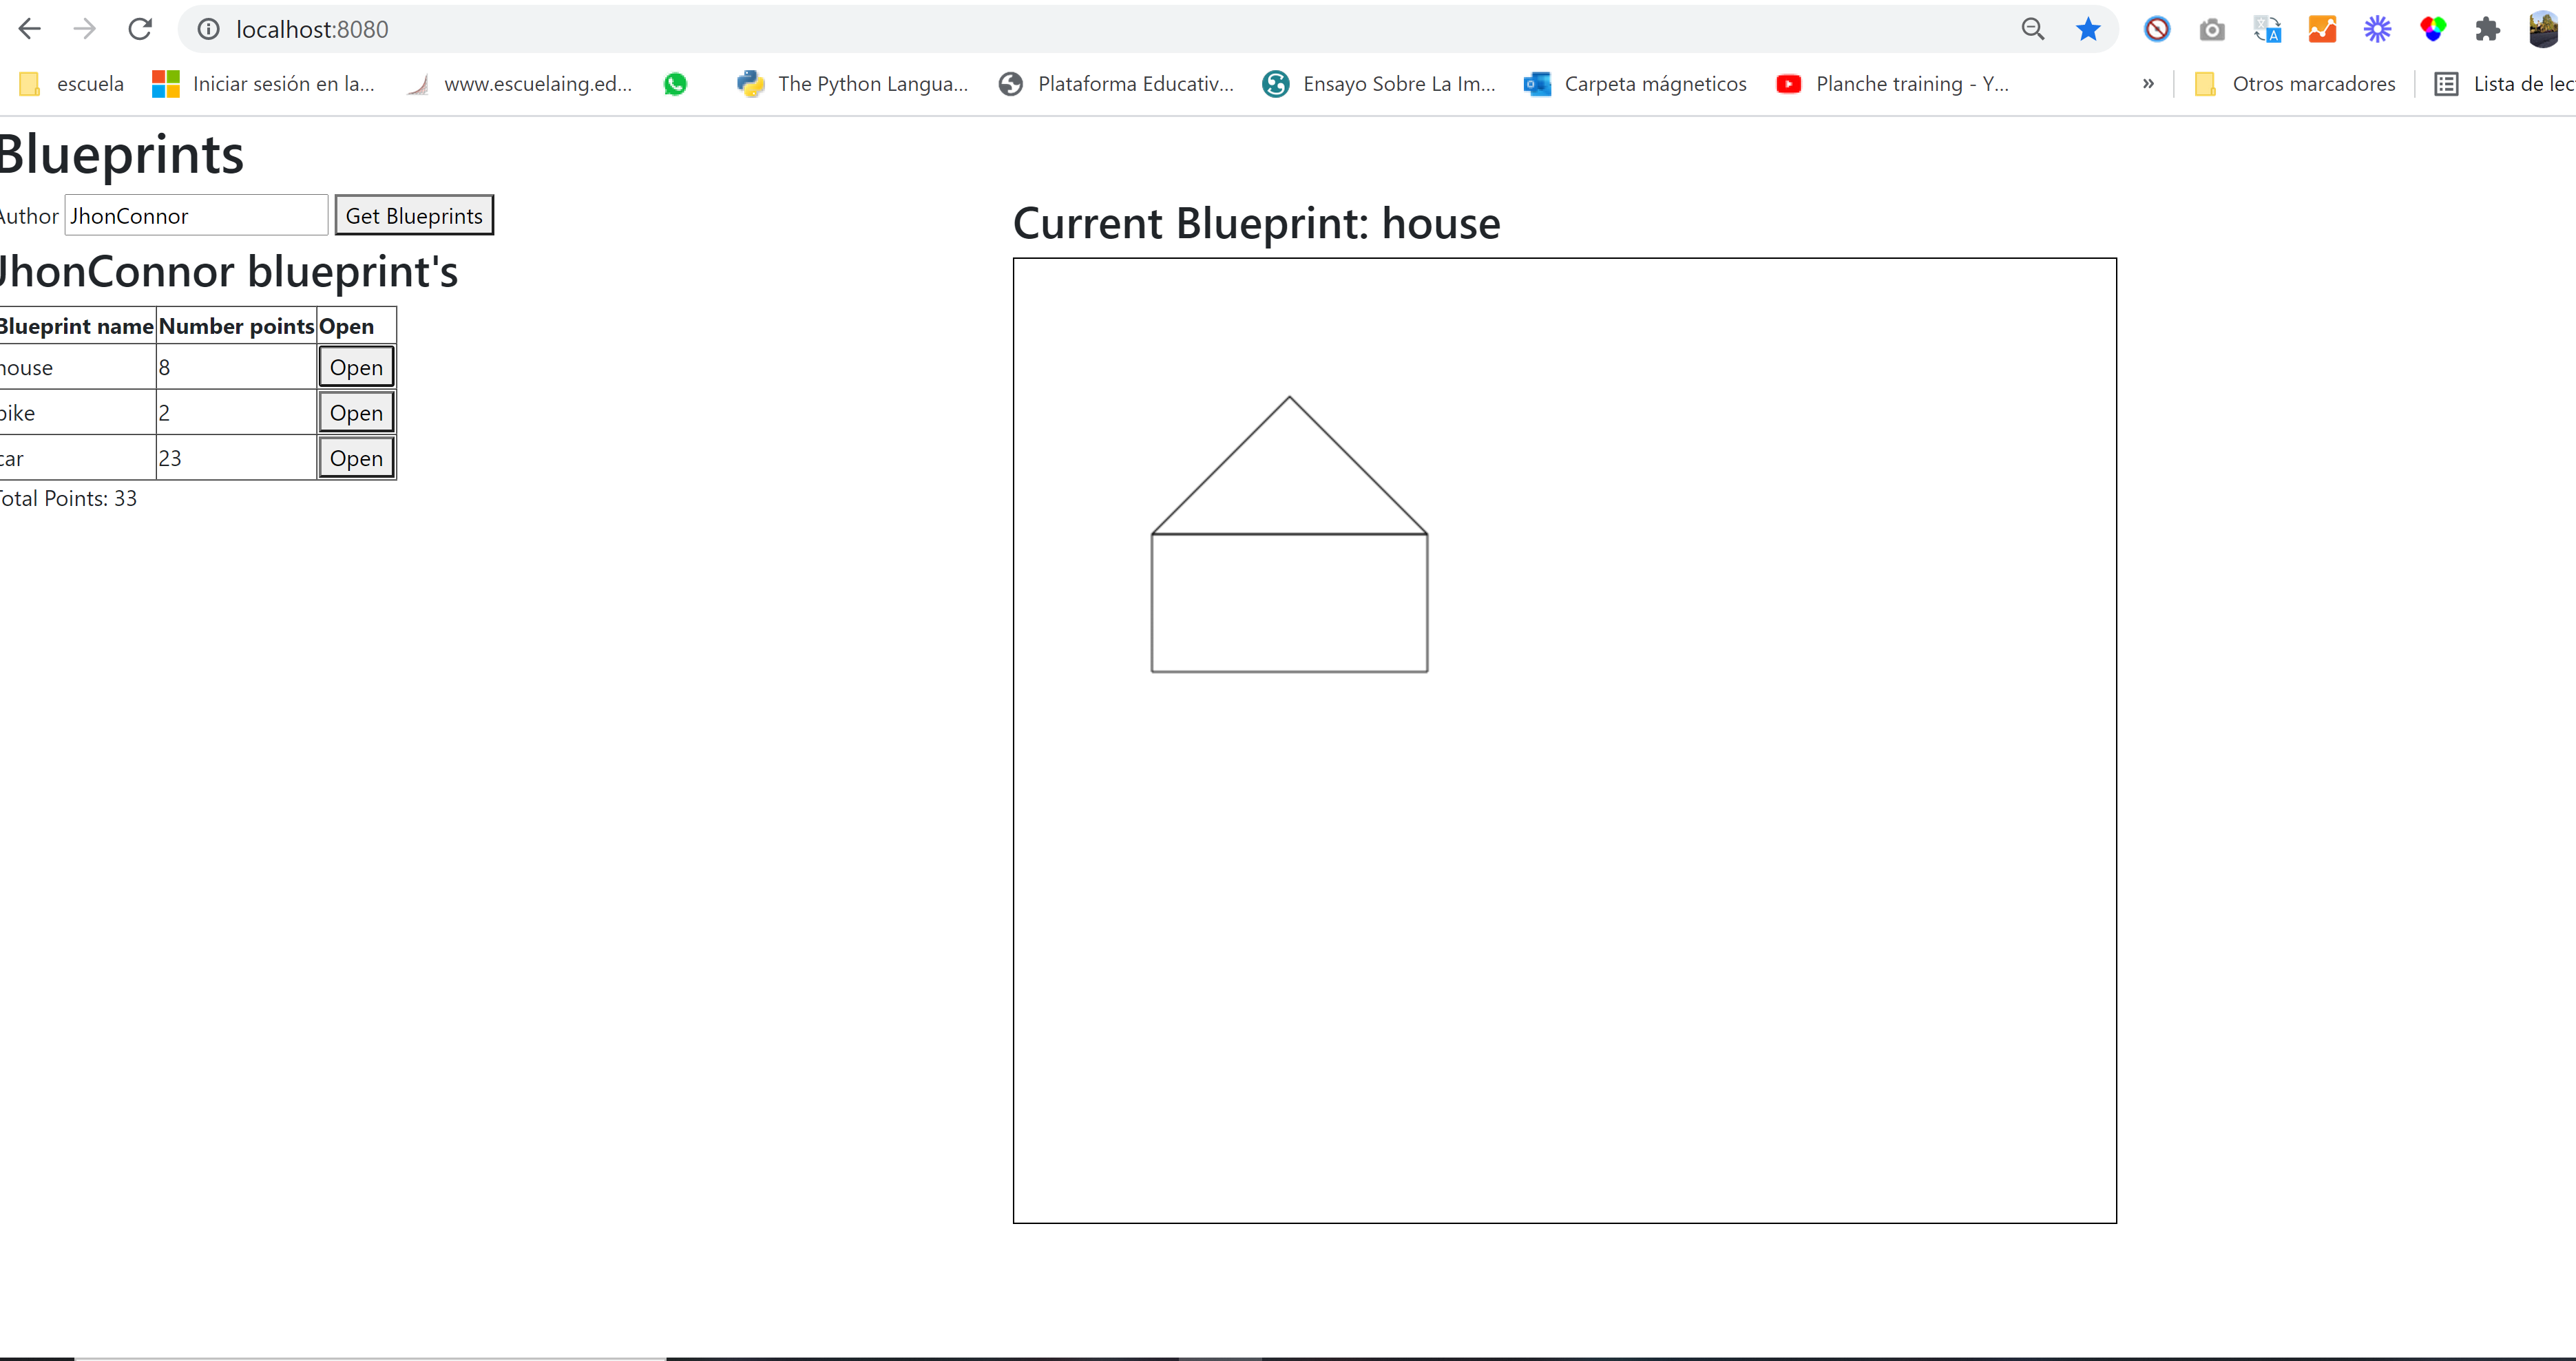 localhost:8080
escuela Iniciar sesión en la... www.escuelaing.ed... The Python Langua... Plataforma Educativ... Ensayo Sobre La Im... Carpeta mágneticos Planche training - Y... » Otros marcadores Lista de lec
Blueprints
Author JhonConnor Get Blueprints
JhonConnor blueprint's
Blueprint name Number points Open
house 8 Open
bike 2 Open
car 23 Open
Total Points: 33
Current Blueprint: house